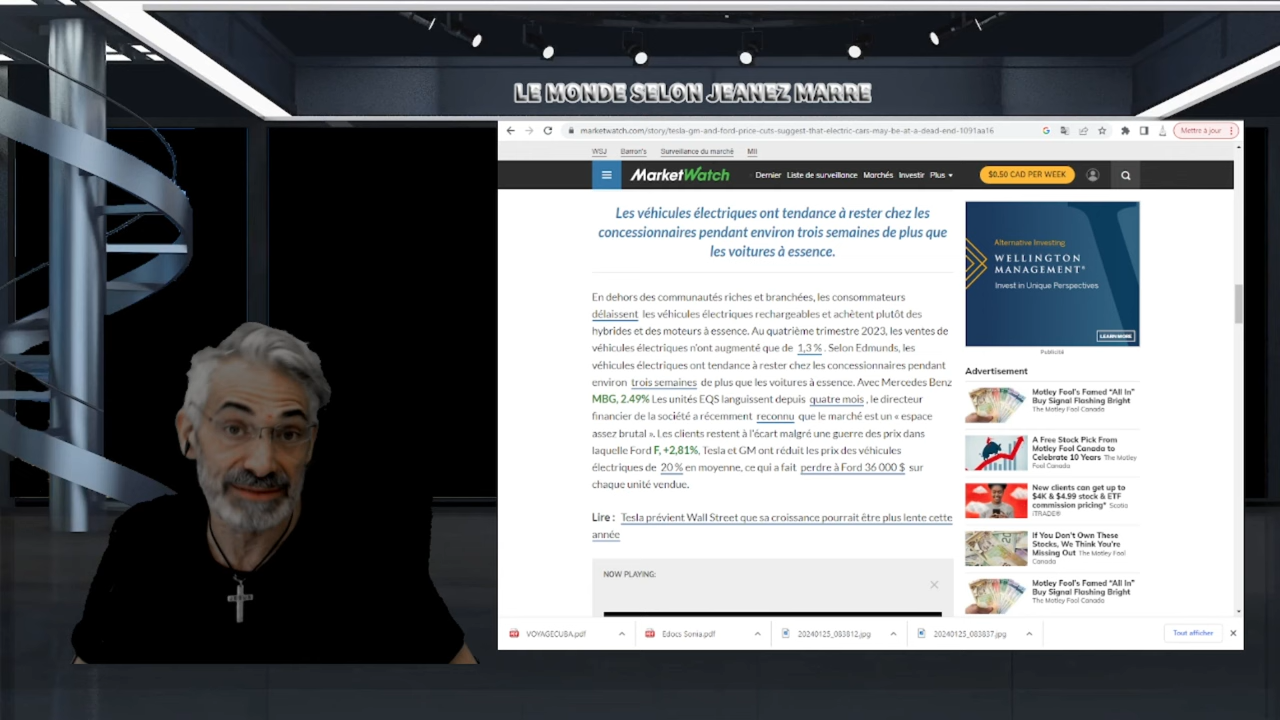 LE MONDE SELON JEANEZ MARRE
marketwatch.com/story/tesla-gm-and-ford-price-cuts-suggest-that-electric-cars-may-be-at-a-dead-end-1091aa16
Mettre à jour
WSJ Barron's Surveillance du marché MII
MarketWatch Dernier Liste de surveillance Marchés Investir Plus $0.50 CAD PER WEEK
Les véhicules électriques ont tendance à rester chez les
concessionnaires pendant environ trois semaines de plus que
les voitures à essence.
En dehors des communautés riches et branchées, les consommateurs
délaissent les véhicules électriques rechargeables et achètent plutôt des
hybrides et des moteurs à essence. Au quatrième trimestre 2023, les ventes de
véhicules électriques n'ont augmenté que de 1,3 % . Selon Edmunds, les
véhicules électriques ont tendance à rester chez les concessionnaires pendant
environ trois semaines de plus que les voitures à essence. Avec Mercedes Benz
MBG, 2.49% Les unités EQS languissent depuis quatre mois , le directeur
financier de la société a récemment reconnu que le marché est un « espace
assez brutal ». Les clients restent à l'écart malgré une guerre des prix dans
laquelle Ford F, +2,81%, Tesla et GM ont réduit les prix des véhicules
électriques de 20 % en moyenne, ce qui a fait perdre à Ford 36 000 $ sur
chaque unité vendue.
Lire : Tesla prévient Wall Street que sa croissance pourrait être plus lente cette
année
NOW PLAYING:
Alternative Investing
WELLINGTON
MANAGEMENT®
Invest in Unique Perspectives
LEARN MORE
Publicité
Advertisement
Motley Fool's Famed "All In"
Buy Signal Flashing Bright
The Motley Fool Canada
A Free Stock Pick From
Motley Fool Canada to
Celebrate 10 Years The Motley
Fool Canada
New clients can get up to
$4K & $4.99 stock & ETF
commission pricing* Scotia
iTRADE®
If You Don't Own These
Stocks, We Think You're
Missing Out The Motley Fool
Canada
Motley Fool's Famed "All In"
Buy Signal Flashing Bright
The Motley Fool Canada
VOYAGECUBA.pdf Edocs Sonia.pdf 20240125_083812.jpg 20240125_083837.jpg Tout afficher